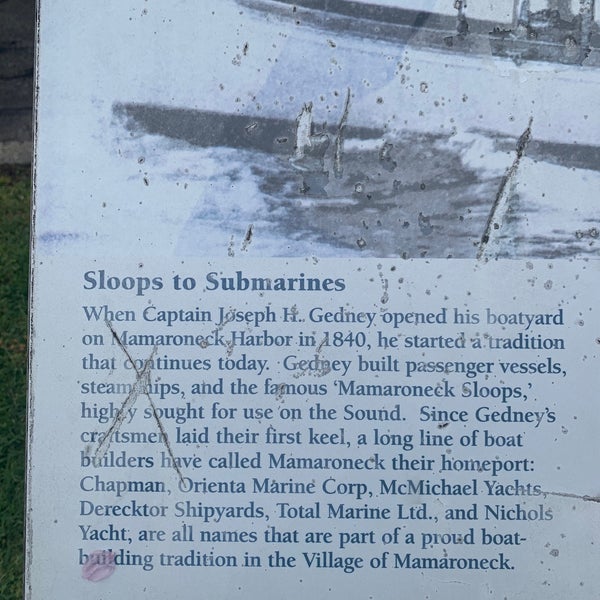 Sloops to Submarines
When Captain Joseph H. Gedney opened his boatyard
on Mamaroneck Harbor in 1840, he started a tradition
that continues today. Gedney built passenger vessels,
steamships, and the famous ‘Mamaroneck Sloops,’
highly sought for use on the Sound. Since Gedney’s
craftsmen laid their first keel, a long line of boat
builders have called Mamaroneck their homeport:
Chapman, Orienta Marine Corp, McMichael Yachts,
Derecktor Shipyards, Total Marine Ltd., and Nichols
Yacht, are all names that are part of a proud boat-
building tradition in the Village of Mamaroneck.